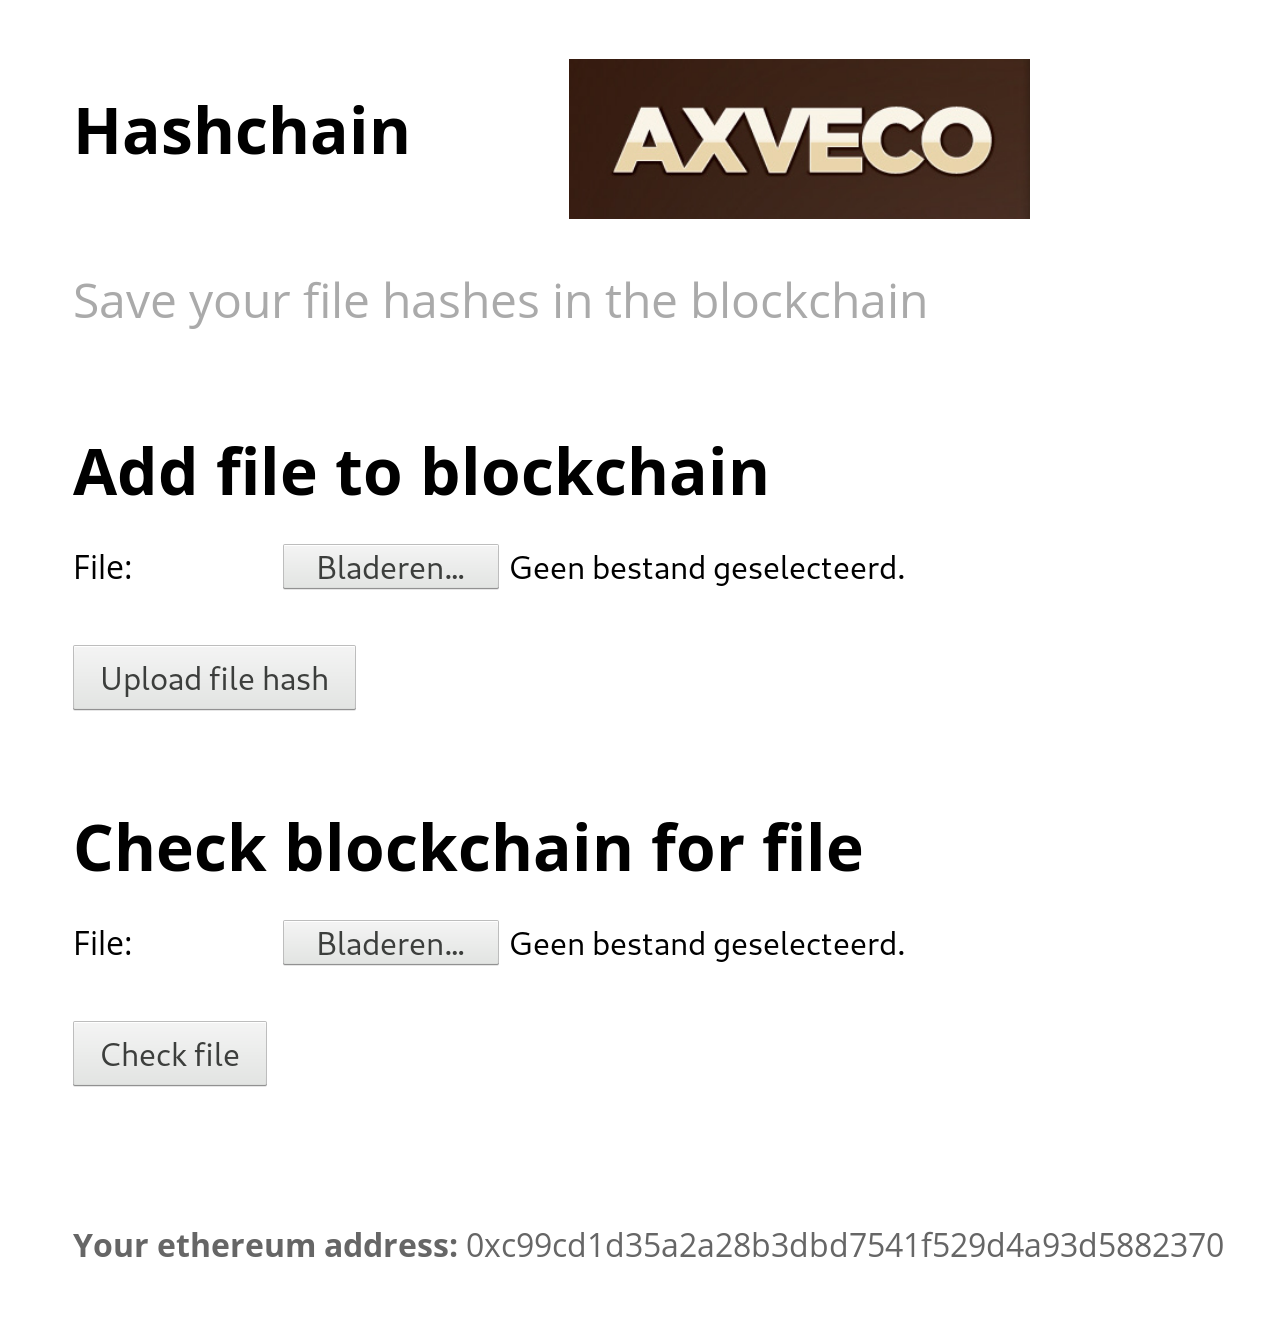 Hashchain
AXVECO
Save your file hashes in the blockchain
Add file to blockchain
File: Bladeren... Geen bestand geselecteerd.
Upload file hash
Check blockchain for file
File: Bladeren... Geen bestand geselecteerd.
Check file
Your ethereum address: 0xc99cd1d35a2a28b3dbd7541f529d4a93d5882370